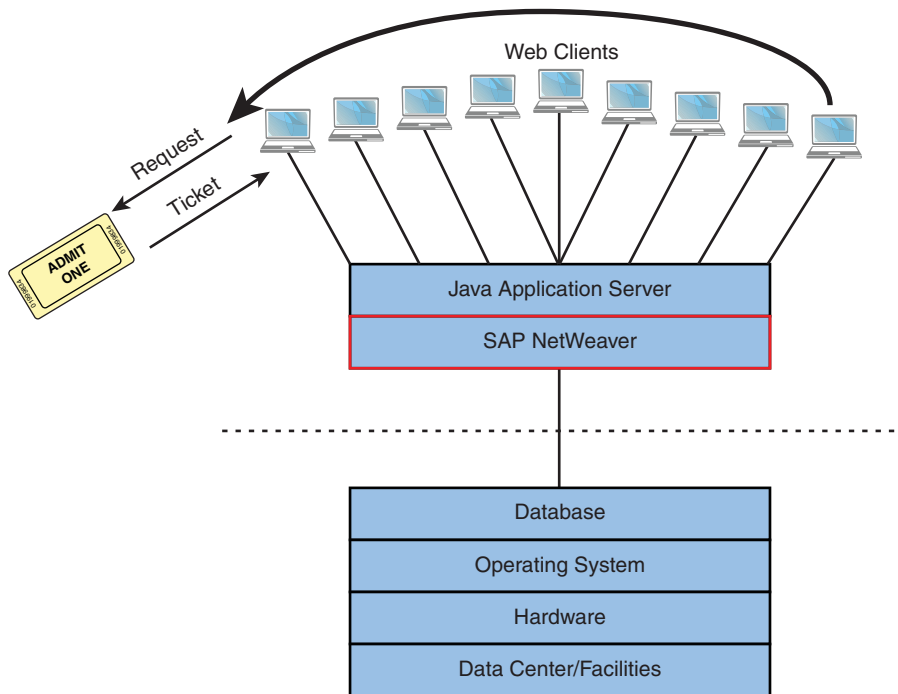 Web Clients
Request
Ticket
ADMIT
ONE
Java Application Server
SAP NetWeaver
Database
Operating System
Hardware
Data Center/Facilities